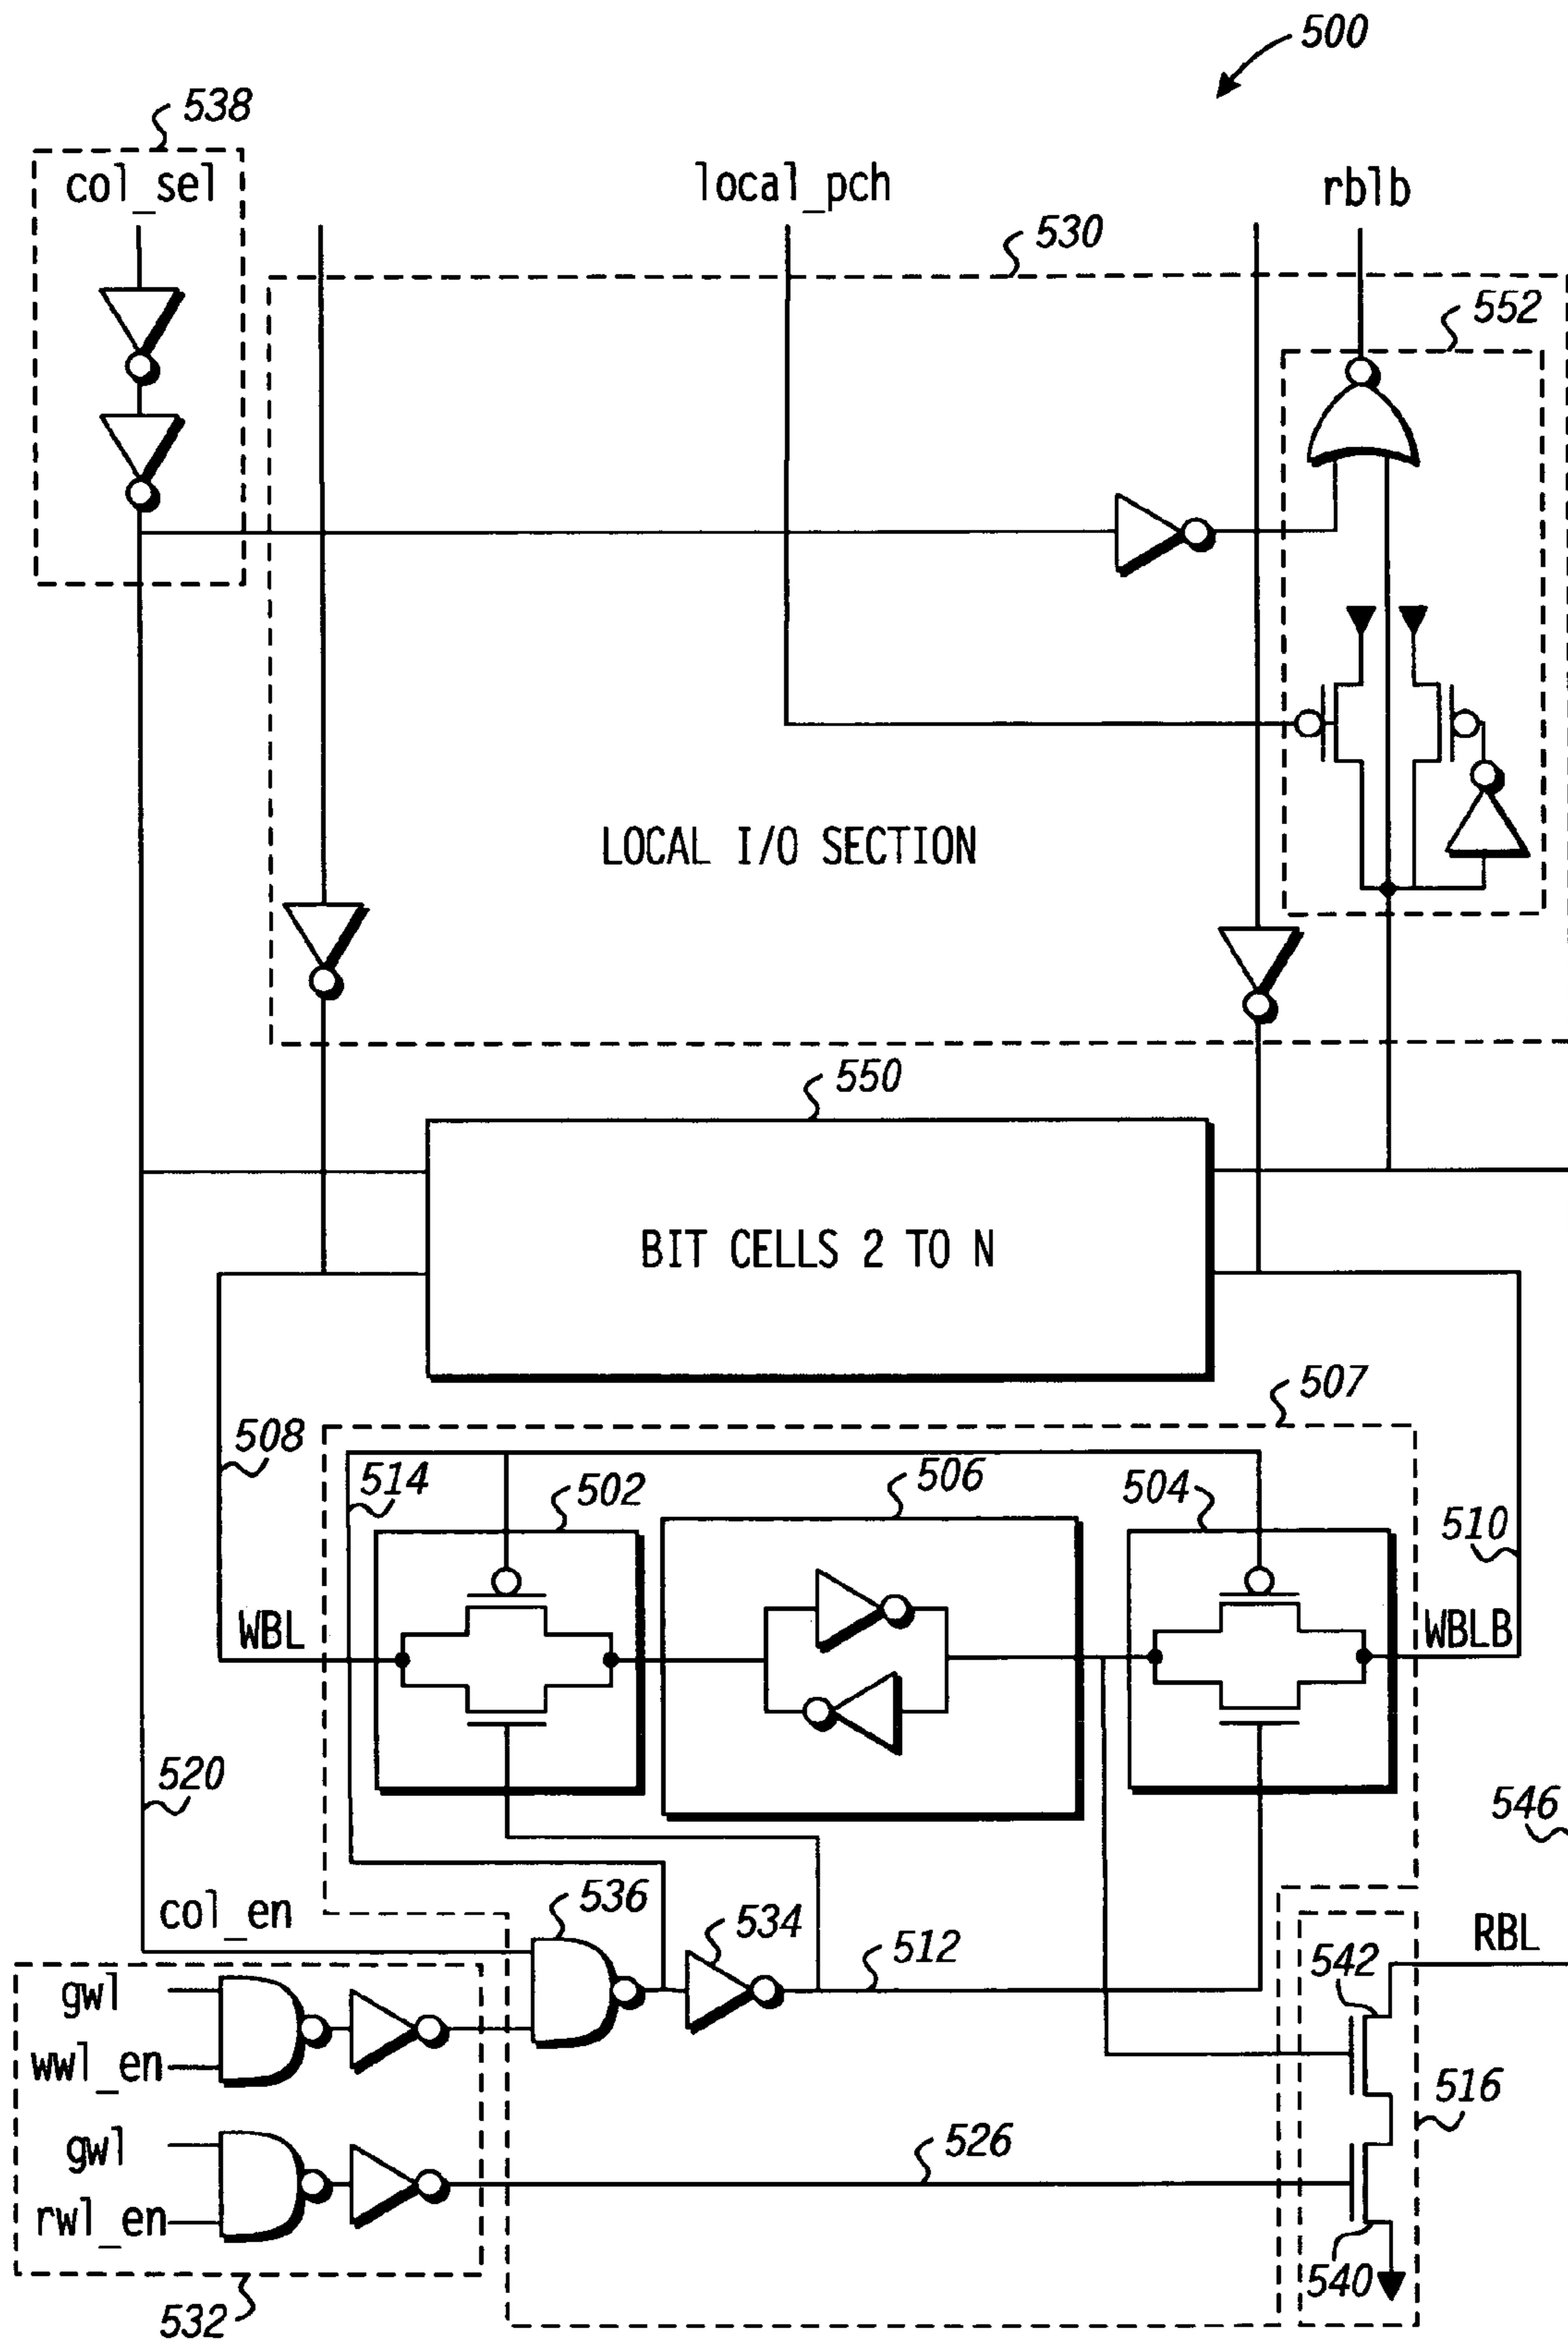 500
538
col_sel
local_pch
rblb
530
552
LOCAL I/O SECTION
550
BIT CELLS 2 TO N
507
508
514
502
506
504
510
WBL
WBLB
520
546
col_en
536
534
512
RBL
542
gwl
wwl_en
516
gwl
526
rwl_en
540
532